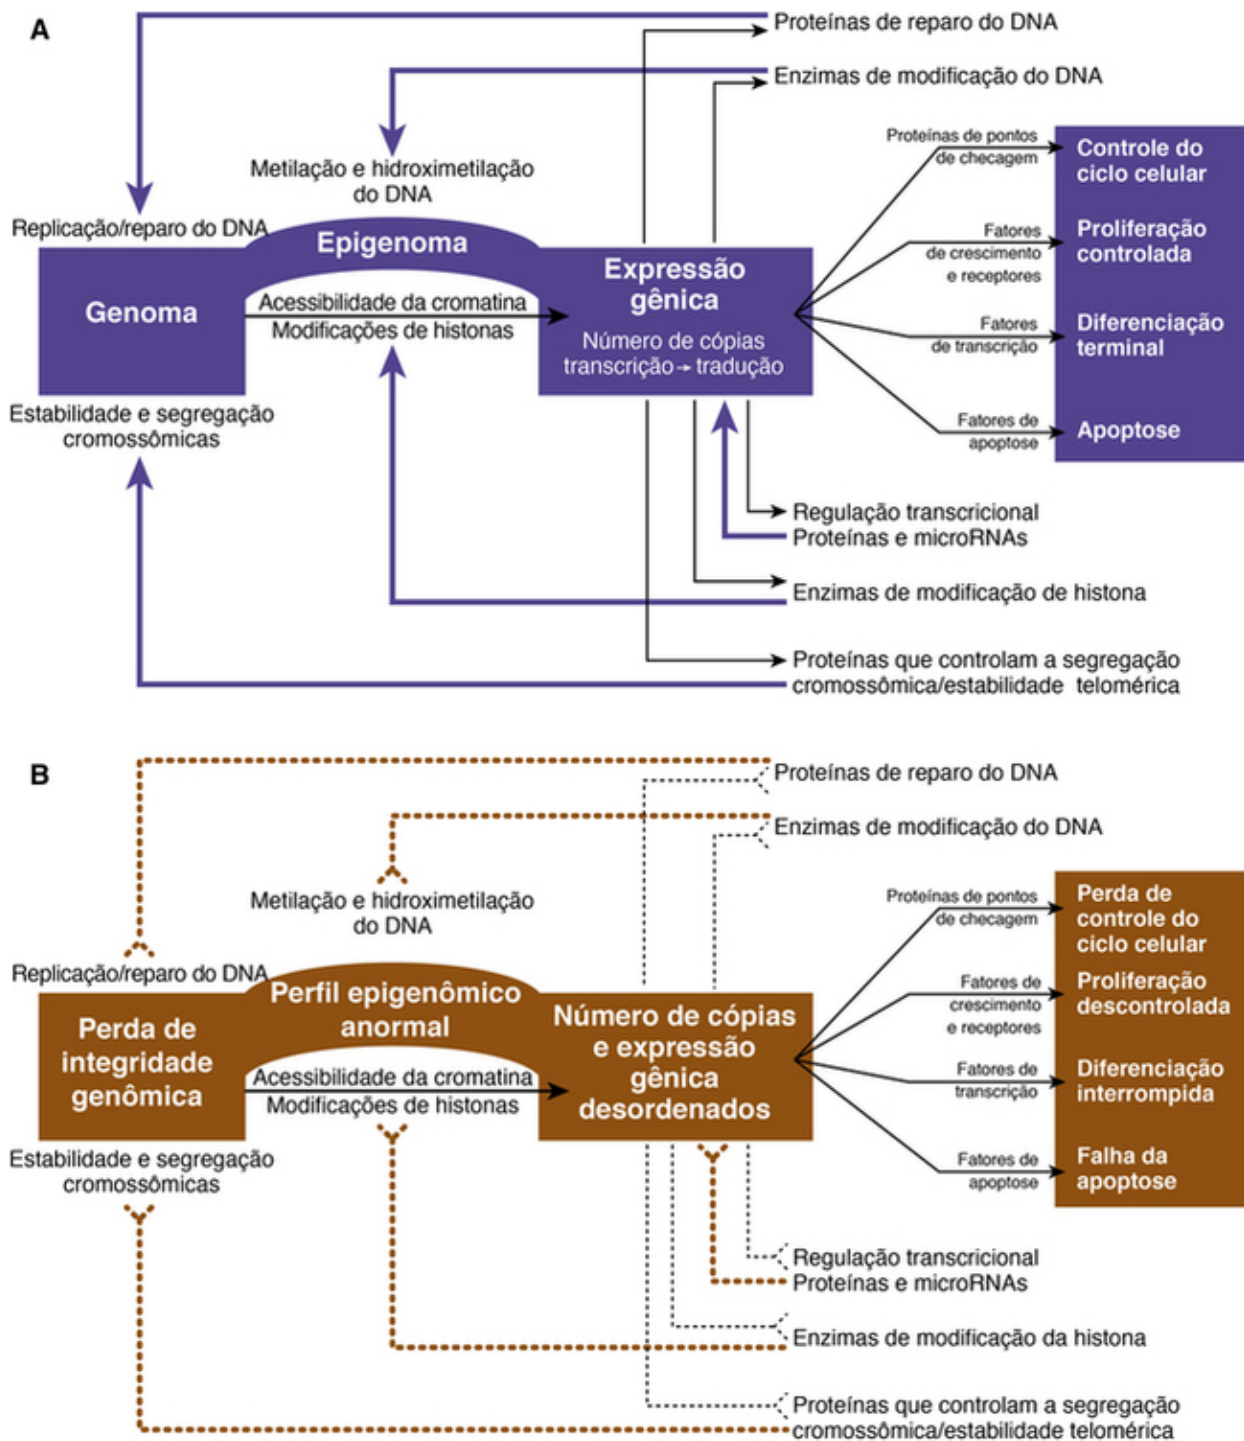 A
Proteínas de reparo do DNA
Enzimas de modificação do DNA
Metilação e hidroximetilação
do DNA
Replicação/reparo do DNA
Genoma
Epigenoma
Acessibilidade da cromatina
Modificações de histonas
Expressão
gênica
Número de cópias
transcrição → tradução
Estabilidade e segregação
cromossômicas
Proteínas de pontos
de checagem
Controle do
ciclo celular
Fatores
de crescimento
e receptores
Proliferação
controlada
Fatores
de transcrição
Diferenciação
terminal
Fatores de
apoptose
Apoptose
Regulação transcricional
Proteínas e microRNAs
Enzimas de modificação de histona
Proteínas que controlam a segregação
cromossômica/estabilidade telomérica
B
Proteínas de reparo do DNA
Enzimas de modificação do DNA
Metilação e hidroximetilação
do DNA
Replicação/reparo do DNA
Perda de
integridade
genômica
Perfil epigenômico
anormal
Acessibilidade da cromatina
Modificações de histonas
Número de cópias
e expressão
gênica
desordenados
Estabilidade e segregação
cromossômicas
Proteínas de pontos
de checagem
Perda de
controle do
ciclo celular
Fatores de
crescimento
e receptores
Proliferação
descontrolada
Fatores de
transcrição
Diferenciação
interrompida
Fatores de
apoptose
Falha da
apoptose
Regulação transcricional
Proteínas e microRNAs
Enzimas de modificação da histona
Proteínas que controlam a segregação
cromossômica/estabilidade telomérica